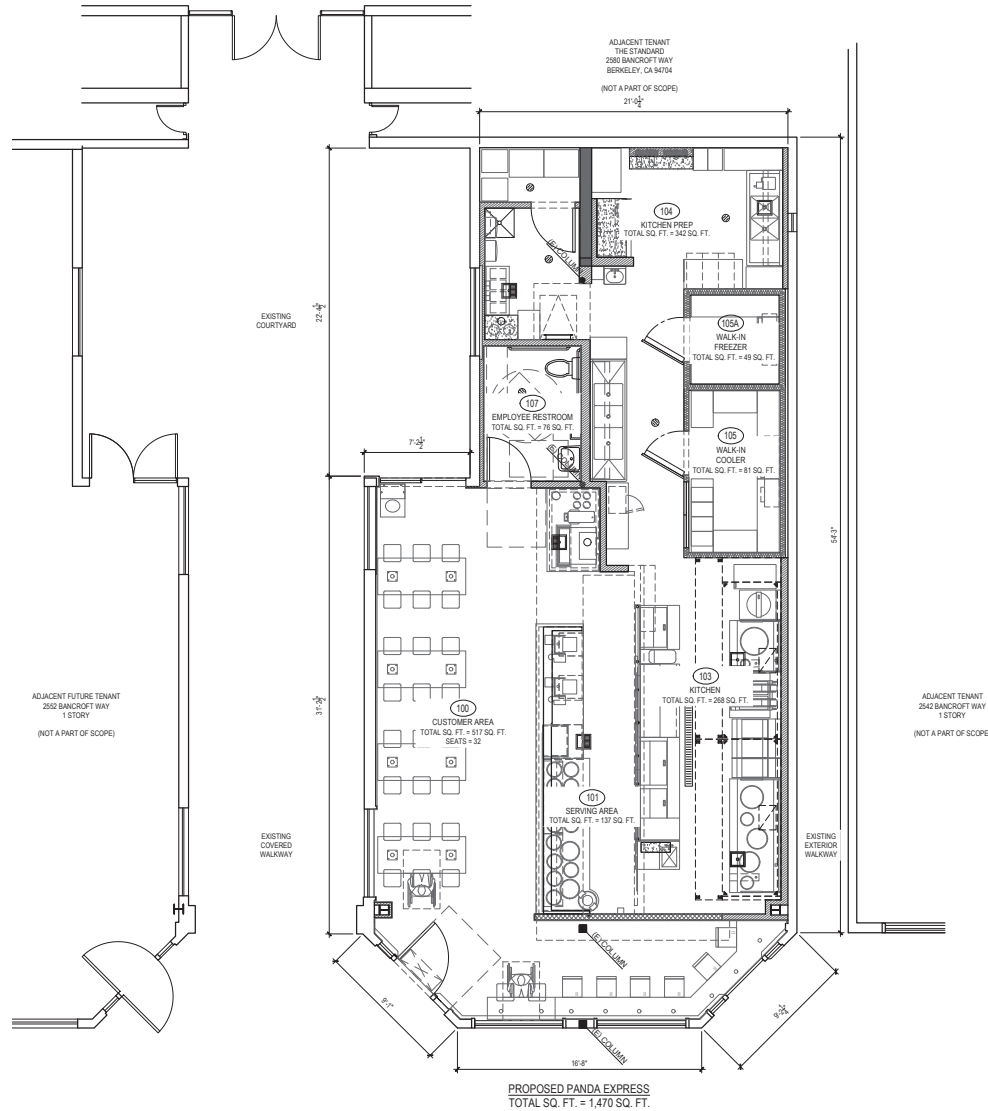 ADJACENT TENANT
THE STANDARD
2580 BANCROFT WAY
BERKELEY, CA 94704
(NOT A PART OF SCOPE)
21'-0 1/4"
104
KITCHEN PREP
TOTAL SQ. FT. = 342 SQ. FT.
(E) COLUMN
EXISTING
COURTYARD
22'-4 1/2"
105A
WALK-IN
FREEZER
TOTAL SQ. FT. = 49 SQ. FT.
107
EMPLOYEE RESTROOM
TOTAL SQ. FT. = 76 SQ. FT.
7'-2 1/2"
105
WALK-IN
COOLER
TOTAL SQ. FT. = 81 SQ. FT.
54'-3"
ADJACENT FUTURE TENANT
2552 BANCROFT WAY
1 STORY
(NOT A PART OF SCOPE)
31'-2 1/2"
100
CUSTOMER AREA
TOTAL SQ. FT. = 517 SQ. FT.
SEATS = 32
103
KITCHEN
TOTAL SQ. FT. = 268 SQ. FT.
ADJACENT TENANT
2542 BANCROFT WAY
1 STORY
(NOT A PART OF SCOPE
101
SERVING AREA
TOTAL SQ. FT. = 137 SQ. FT.
EXISTING
COVERED
WALKWAY
EXISTING
EXTERIOR
WALKWAY
(E) COLUMN
9'-1"
(E) COLUMN
16'-8"
PROPOSED PANDA EXPRESS
TOTAL SQ. FT. = 1,470 SQ. FT.